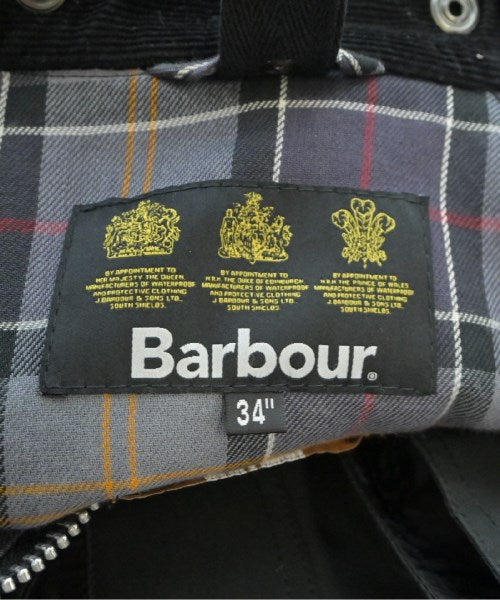 BY APPOINTMENT TO
HER MAJESTY THE QUEEN
MANUFACTURERS OF WATERPROOF
AND PROTECTIVE CLOTHING
J. BARBOUR & SONS LTD.
SOUTH SHIELDS.
BY APPOINTMENT TO
H.R.H. THE DUKE OF EDINBURGH
MANUFACTURERS OF WATERPROOF
AND PROTECTIVE CLOTHING
J. BARBOUR & SONS LTD.
SOUTH SHIELDS.
BY APPOINTMENT TO
H.R.H. THE PRINCE OF WALES
MANUFACTURERS OF WATERPROOF
AND PROTECTIVE CLOTHING
J. BARBOUR & SONS LTD.
SOUTH SHIELDS.
Barbour®
34"